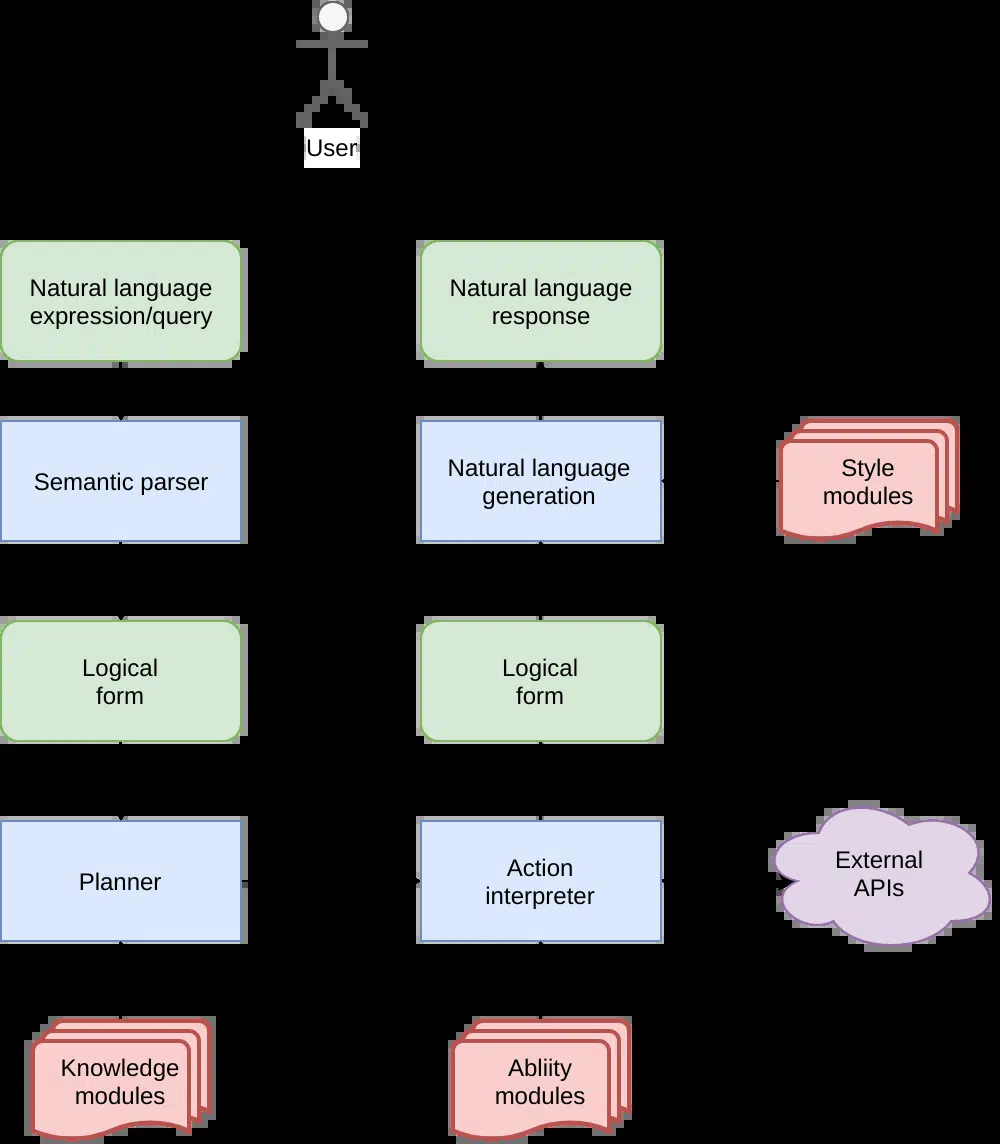 User
Natural language
expression/query
Natural language
response
Semantic parser
Natural language
generation
Style
modules
Logical
form
Logical
form
Planner
Action
interpreter
External
APIs
Knowledge
modules
Abliity
modules